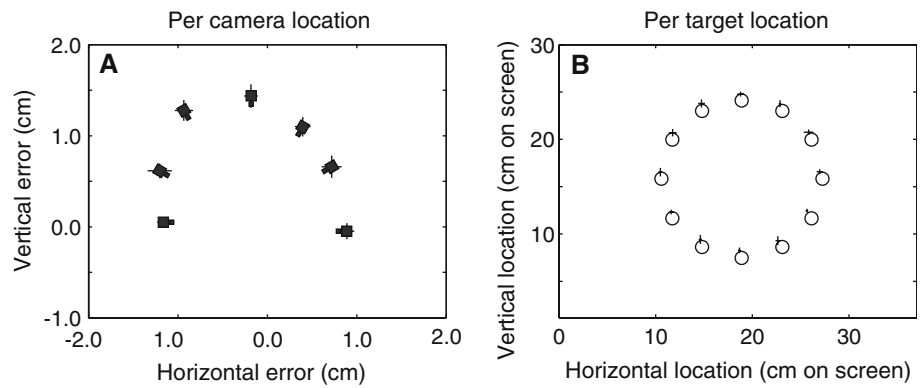 Per camera location
A
2.0
1.0
0.0
-1.0
-2.0 1.0 0.0 1.0 2.0
Vertical error (cm)
Horizontal error (cm)
Per target location
B
30
20
10
0 10 20 30
Vertical location (cm on screen)
Horizontal location (cm on screen)